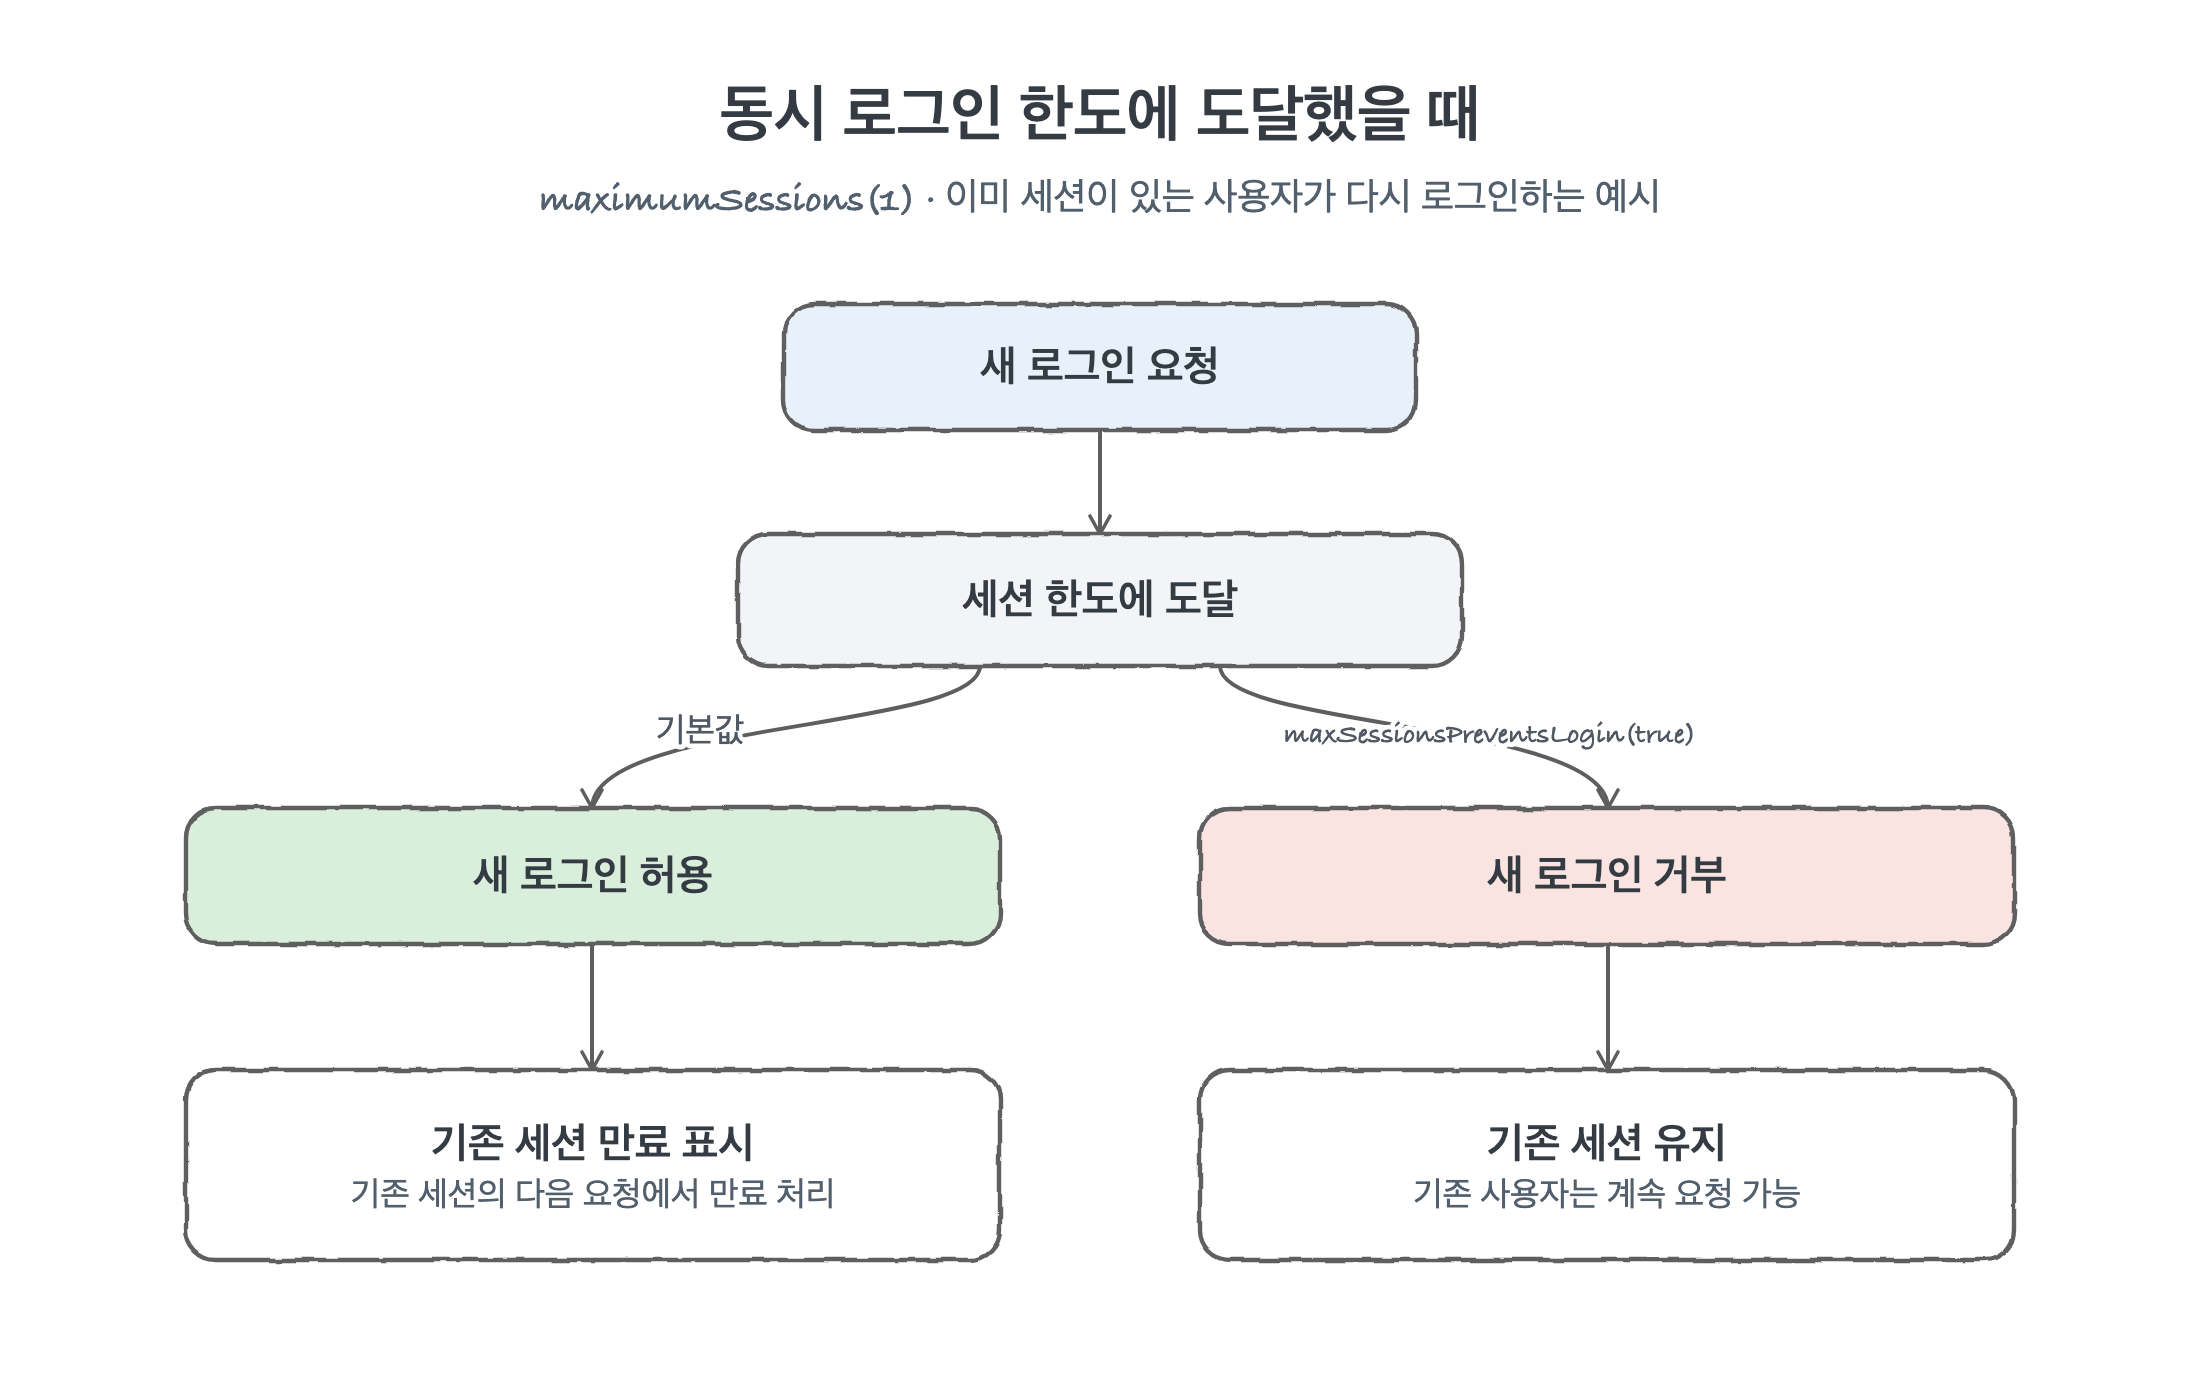 동시 로그인 한도에 도달했을 때
maximumSessions(1) · 이미 세션이 있는 사용자가 다시 로그인하는 예시
새 로그인 요청
세션 한도에 도달
기본값
maxSessionsPreventsLogin(true)
새 로그인 허용
새 로그인 거부
기존 세션 만료 표시
기존 세션의 다음 요청에서 만료 처리
기존 세션 유지
기존 사용자는 계속 요청 가능